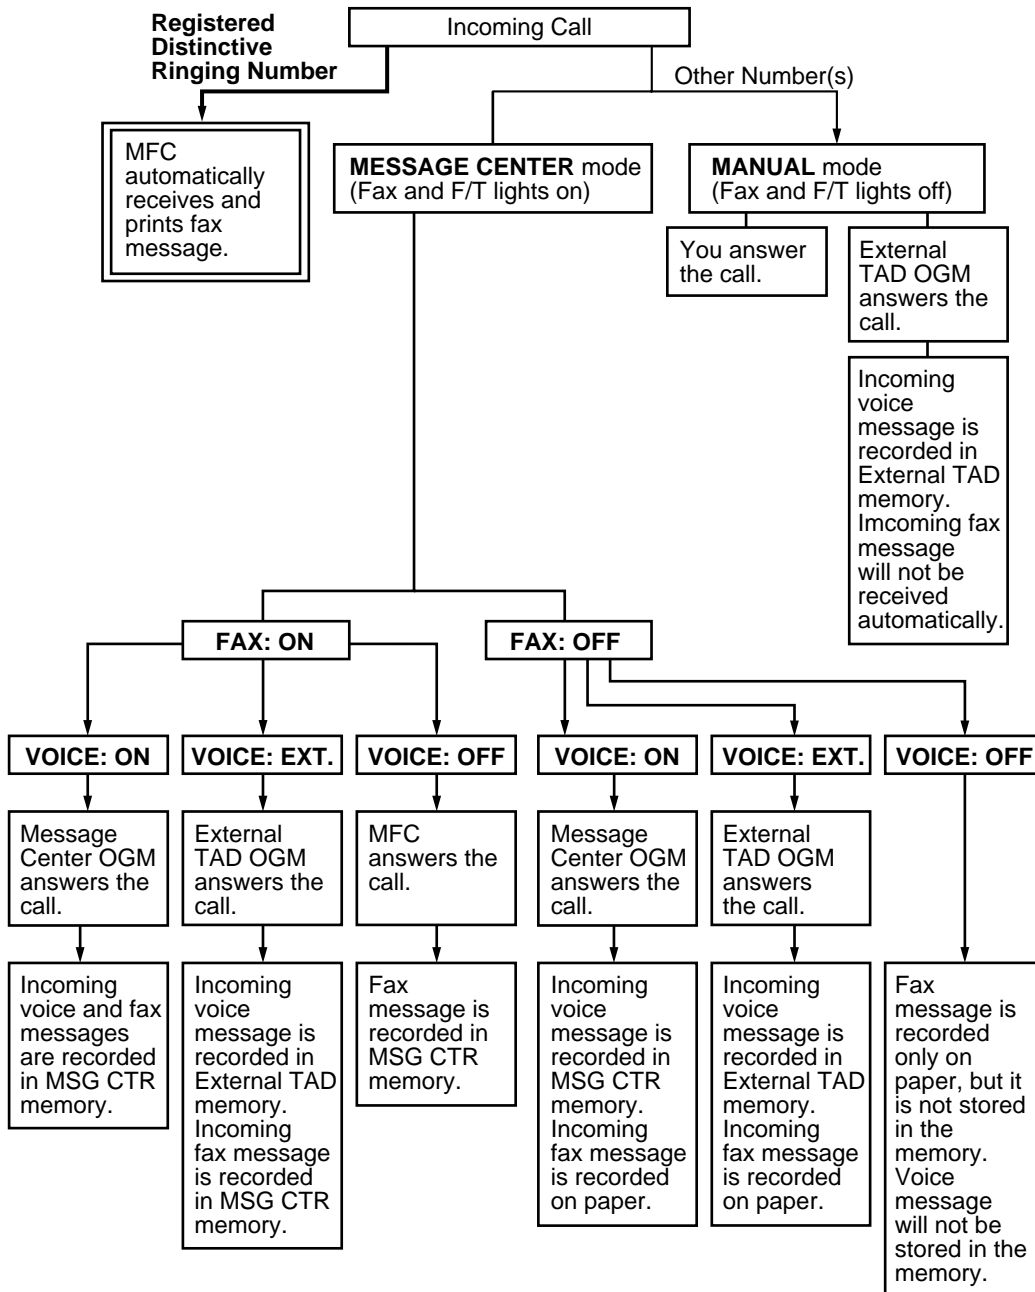 Registered
Distinctive
Ringing Number
Incoming Call
Other Number(s)
MFC
automatically
receives and
prints fax
message.
MESSAGE CENTER mode
(Fax and F/T lights on)
MANUAL mode
(Fax and F/T lights off)
You answer
the call.
External
TAD OGM
answers the
call.
Incoming
voice
message is
recorded in
External TAD
memory.
Imcoming fax
message
will not be
received
automatically.
FAX: ON
FAX: OFF
VOICE: ON
VOICE: EXT.
VOICE: OFF
VOICE: ON
VOICE: EXT.
VOICE: OFF
Message
Center OGM
answers the
call.
External
TAD OGM
answers the
call.
MFC
answers the
call.
Message
Center OGM
answers the
call.
External
TAD OGM
answers
the call.
Incoming
voice and fax
messages
are recorded
in MSG CTR
memory.
Incoming
voice
message is
recorded in
External TAD
memory.
Incoming
fax message
is recorded
in MSG CTR
memory.
Fax
message is
recorded in
MSG CTR
memory.
Incoming
voice
message is
recorded in
MSG CTR
memory.
Incoming
fax message
is recorded
on paper.
Incoming
voice
message is
recorded in
External TAD
memory.
Incoming
fax message
is recorded
on paper.
Fax
message is
recorded
only on
paper, but it
is not stored
in the
memory.
Voice
message
will not be
stored in the
memory.